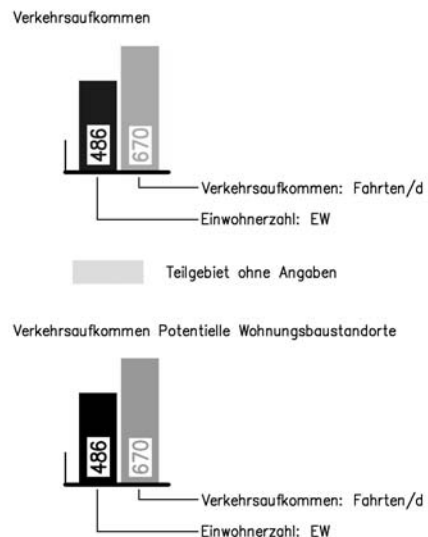 Verkehrsaufkommen
486
670
Verkehrsaufkommen: Fahrten/d
Einwohnerzahl: EW
Teilgebiet ohne Angaben
Verkehrsaufkommen Potentielle Wohnungsbaustandorte
486
670
Verkehrsaufkommen: Fahrten/d
Einwohnerzahl: EW